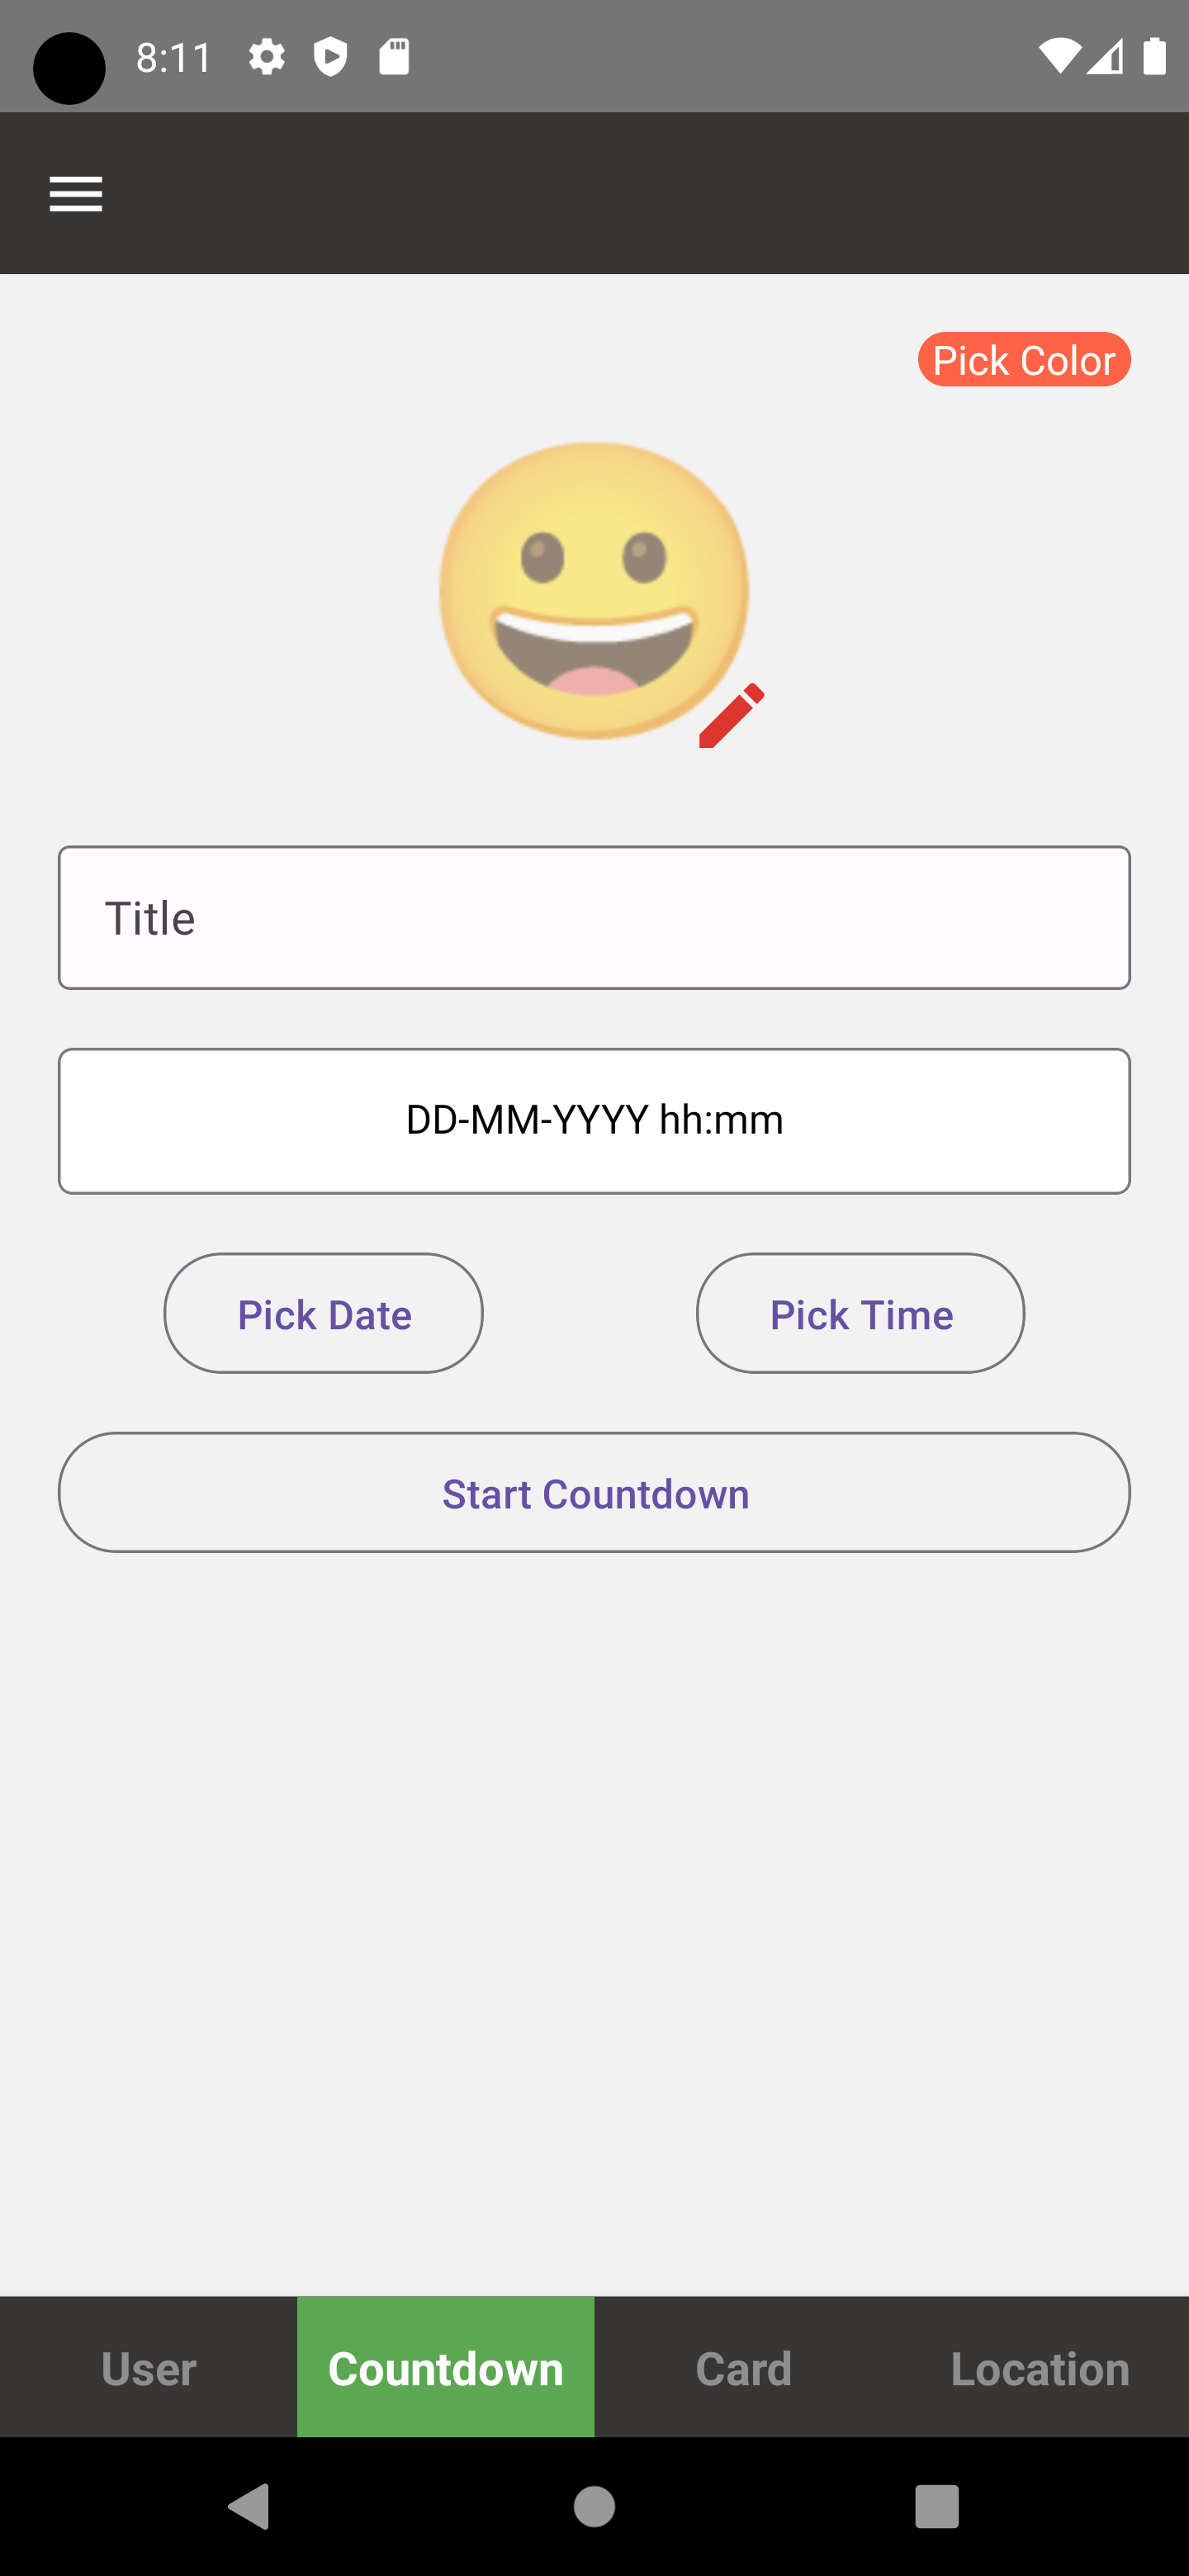 8:11
Pick Color
Title
DD-MM-YYYY hh:mm
Pick Date
Pick Time
Start Countdown
User
Countdown
Card
Location